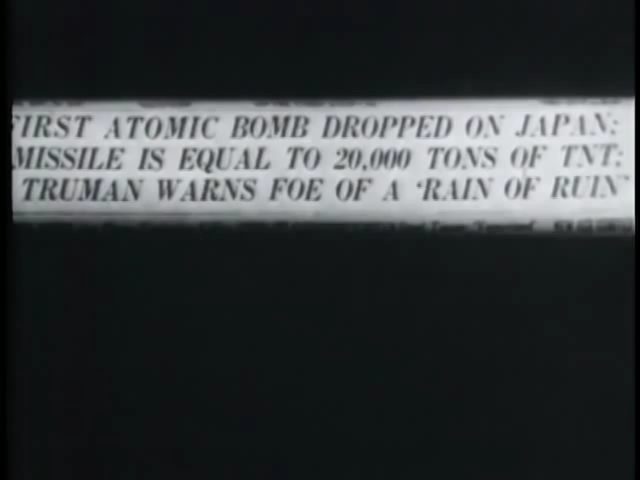 FIRST ATOMIC BOMB DROPPED ON JAPAN;
MISSILE IS EQUAL TO 20,000 TONS OF TNT;
TRUMAN WARNS FOE OF A 'RAIN OF RUIN'